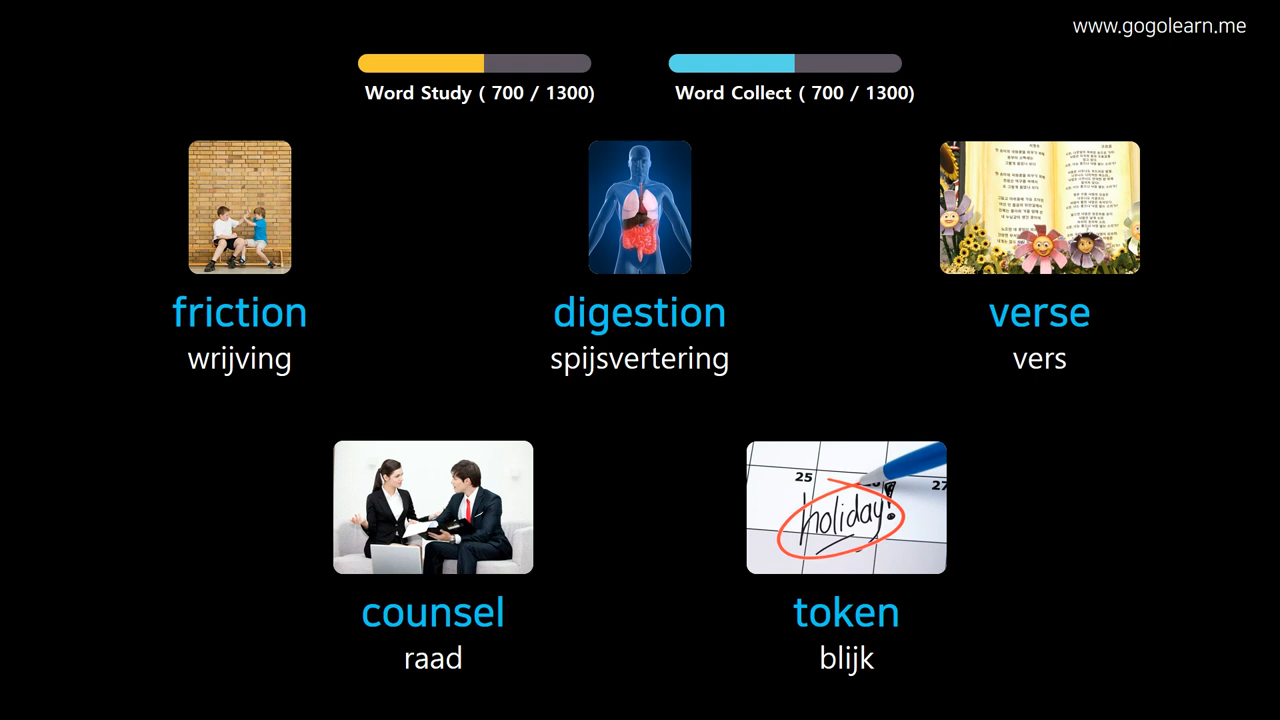 www.gogolearn.me
Word Study ( 700 / 1300)
Word Collect ( 700 / 1300)
friction
wrijving
digestion
spijsvertering
verse
vers
25
27
holiday!
counsel
raad
token
blijk